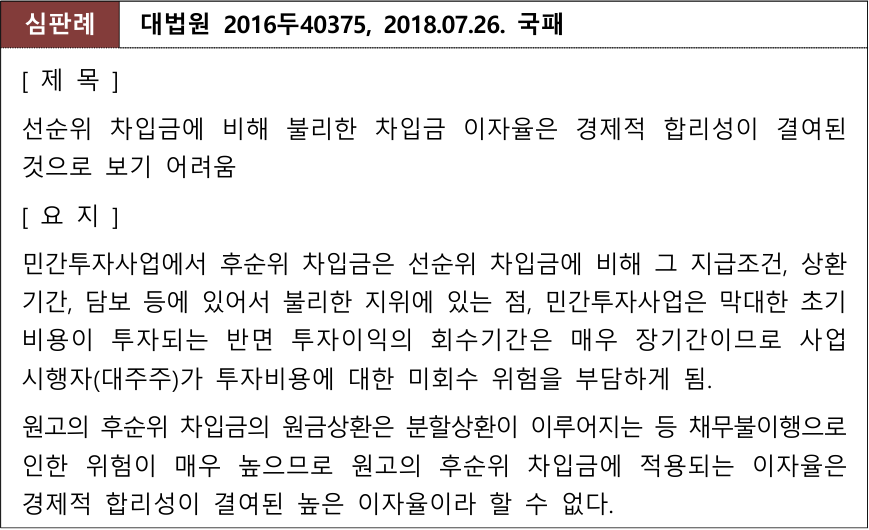 심판례 대법원 2016두40375, 2018.07.26. 국패
[ 제 목 ]
선순위 차입금에 비해 불리한 차입금 이자율은 경제적 합리성이 결여된
것으로 보기 어려움
[ 요 지 ]
민간투자사업에서 후순위 차입금은 선순위 차입금에 비해 그 지급조건, 상환
기간, 담보 등에 있어서 불리한 지위에 있는 점, 민간투자사업은 막대한 초기
비용이 투자되는 반면 투자이익의 회수기간은 매우 장기간이므로 사업
시행자(대주주)가 투자비용에 대한 미회수 위험을 부담하게 됨.
원고의 후순위 차입금의 원금상환은 분할상환이 이루어지는 등 채무불이행으로
인한 위험이 매우 높으므로 원고의 후순위 차입금에 적용되는 이자율은
경제적 합리성이 결여된 높은 이자율이라 할 수 없다.